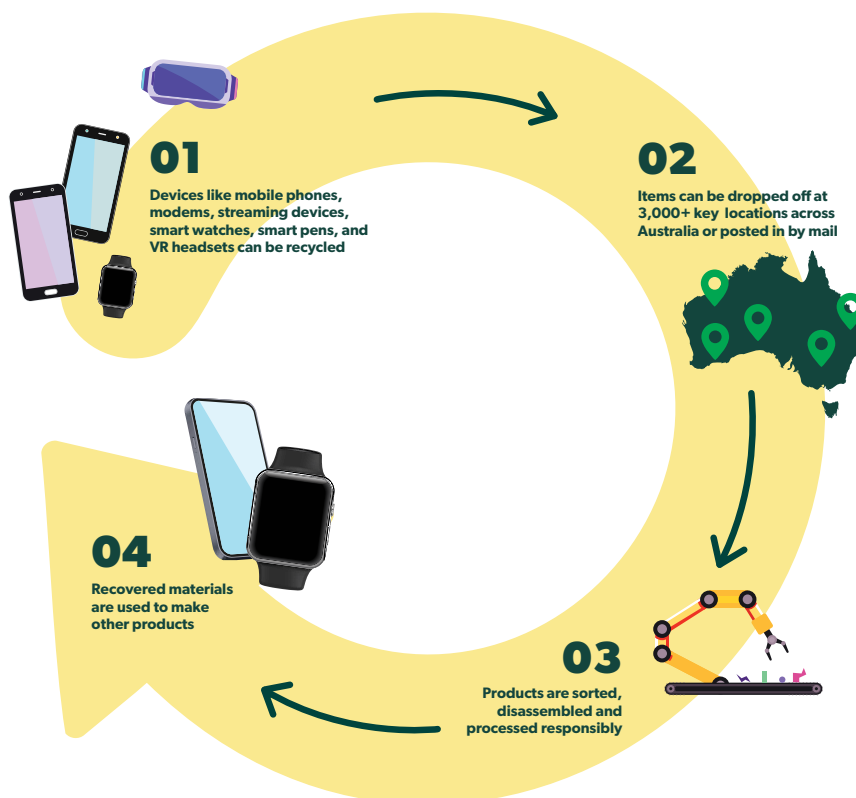 01
Devices like mobile phones,
modems, streaming devices,
smart watches, smart pens, and
VR headsets can be recycled
02
Items can be dropped off at
3,000+ key locations across
Australia or posted in by mail
03
Products are sorted,
disassembled and
processed responsibly
04
Recovered materials
are used to make
other products